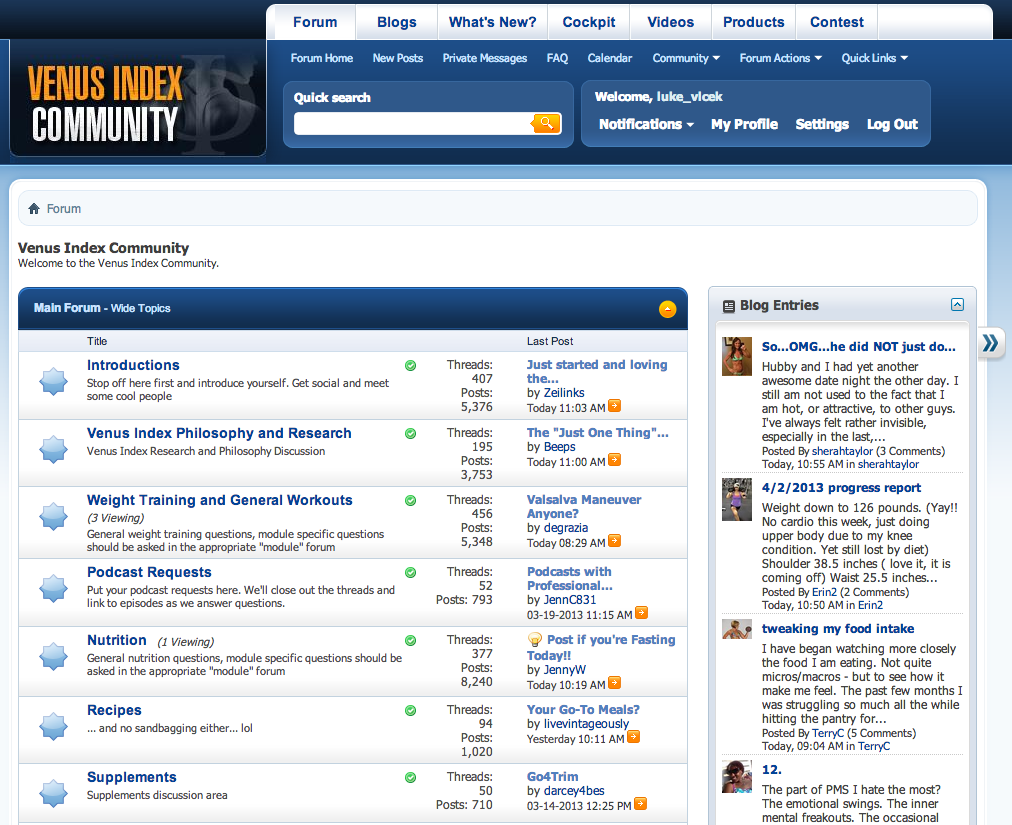 Forum Blogs What's New? Cockpit Videos Products Contest
VENUS INDEX
COMMUNITY
Forum Home New Posts Private Messages FAQ Calendar Community Forum Actions Quick Links
Quick search
Welcome, luke_vlcek
Notifications My Profile Settings Log Out
Forum
Venus Index Community
Welcome to the Venus Index Community.
Main Forum - Wide Topics
Title Last Post
Introductions
Stop off here first and introduce yourself. Get social and meet
some cool people
Threads:
407
Posts:
5,376
Just started and loving
the...
by Zeilinks
Today 11:03 AM
Venus Index Philosophy and Research
Venus Index Research and Philosophy Discussion
Threads:
195
Posts:
3,753
The "Just One Thing"...
by Beeps
Today 11:00 AM
Weight Training and General Workouts
(3 Viewing)
General weight training questions, module specific questions
should be asked in the appropriate "module" forum
Threads:
456
Posts:
5,348
Valsalva Maneuver
Anyone?
by degrazia
Today 08:29 AM
Podcast Requests
Put your podcast requests here. We'll close out the threads and
link to episodes as we answer questions.
Threads:
52
Posts: 793
Podcasts with
Professional...
by JennC831
03-19-2013 11:15 AM
Nutrition (1 Viewing)
General nutrition questions, module specific questions should be
asked in the appropriate "module" forum
Threads:
377
Posts:
8,240
Post if you're Fasting
Today!!
by JennyW
Today 10:19 AM
Recipes
... and no sandbagging either... lol
Threads:
94
Posts:
1,020
Your Go-To Meals?
by livevintageously
Yesterday 10:11 AM
Supplements
Supplements discussion area
Threads:
50
Posts: 710
Go4Trim
by darcey4bes
03-14-2013 12:25 PM
Blog Entries
So...OMG...he did NOT just do...
Hubby and I had yet another
awesome date night the other day. I
still am not used to the fact that I
am hot, or attractive, to other guys.
I've always felt rather invisible,
especially in the last,...
Posted By sherahtaylor (3 Comments)
Today, 10:55 AM in sherahtaylor
4/2/2013 progress report
Weight down to 126 pounds. (Yay!!
No cardio this week, just doing
upper body due to my knee
condition. Yet still lost by diet)
Shoulder 38.5 inches ( love it, it is
coming off) Waist 25.5 inches...
Posted By Erin2 (2 Comments)
Today, 10:50 AM in Erin2
tweaking my food intake
I have began watching more closely
the food I am eating. Not quite
micros/macros - but to see how it
make me feel. The past few months I
was struggling so much all the while
hitting the pantry for...
Posted By TerryC (5 Comments)
Today, 09:04 AM in TerryC
12.
The part of PMS I hate the most?
The emotional swings. The inner
mental freakouts. The occasional